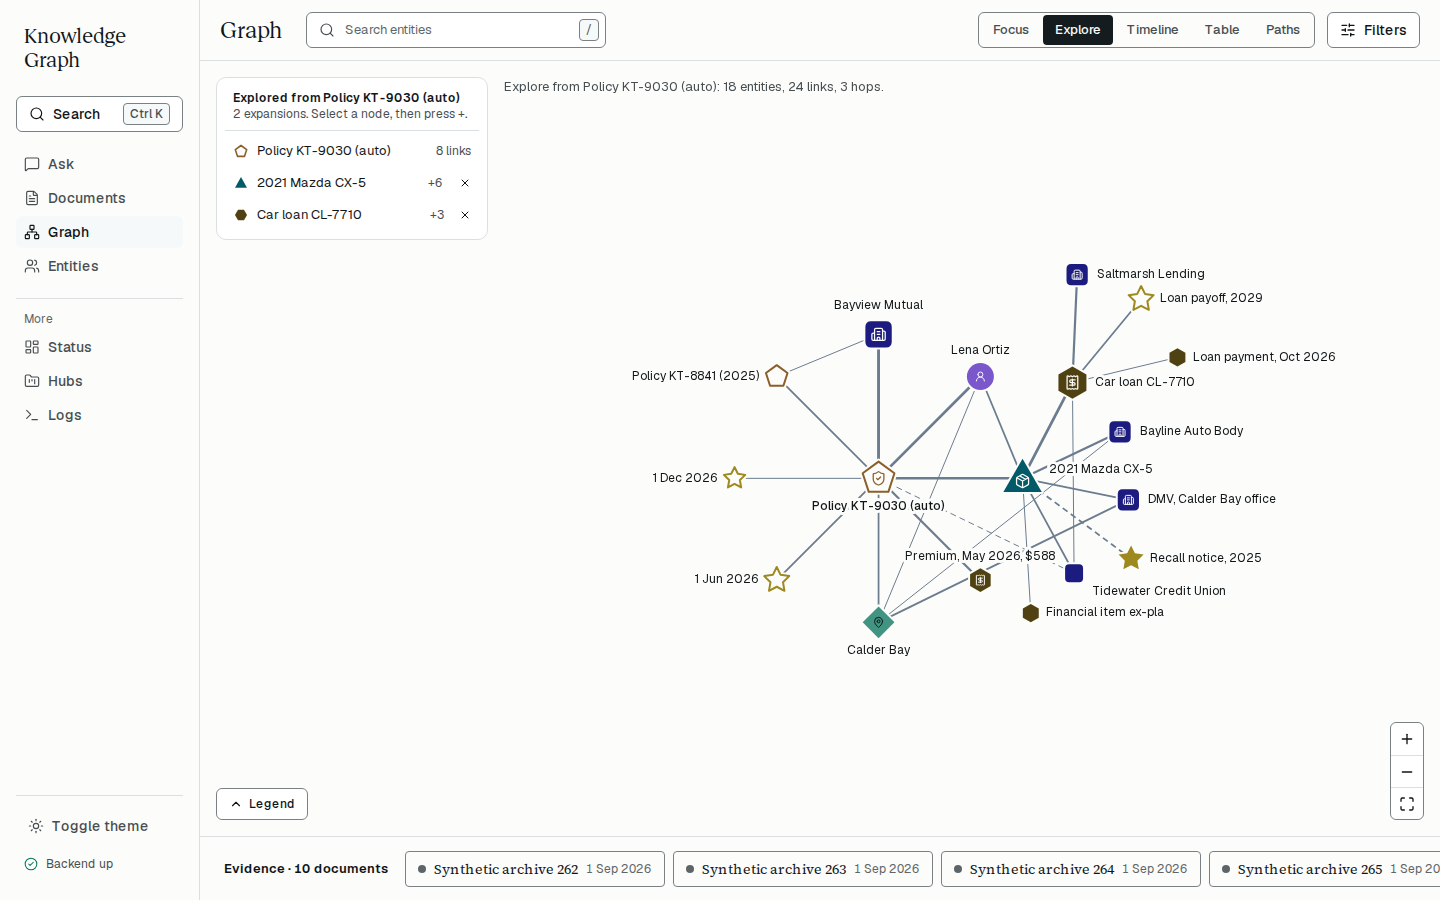 Knowledge
Graph
Search
Ctrl K
Ask
Documents
Graph
Entities
More
Status
Hubs
Logs
Toggle theme
Backend up
Graph
Search entities
/
Focus
Explore
Timeline
Table
Paths
Filters
Explored from Policy KT-9030 (auto)
2 expansions. Select a node, then press +.
Policy KT-9030 (auto)
8 links
2021 Mazda CX-5
+6
Car loan CL-7710
+3
Explore from Policy KT-9030 (auto): 18 entities, 24 links, 3 hops.
Saltmarsh Lending
Loan payoff, 2029
Bayview Mutual
Lena Ortiz
Loan payment, Oct 2026
Policy KT-8841 (2025)
Car loan CL-7710
Bayline Auto Body
2021 Mazda CX-5
1 Dec 2026
DMV, Calder Bay office
Policy KT-9030 (auto)
Premium, May 2026, $588
Recall notice, 2025
1 Jun 2026
Tidewater Credit Union
Financial item ex-pla
Calder Bay
Legend
Evidence · 10 documents
Synthetic archive 262 1 Sep 2026
Synthetic archive 263 1 Sep 2026
Synthetic archive 264 1 Sep 2026
Synthetic archive 265 1 Sep 20